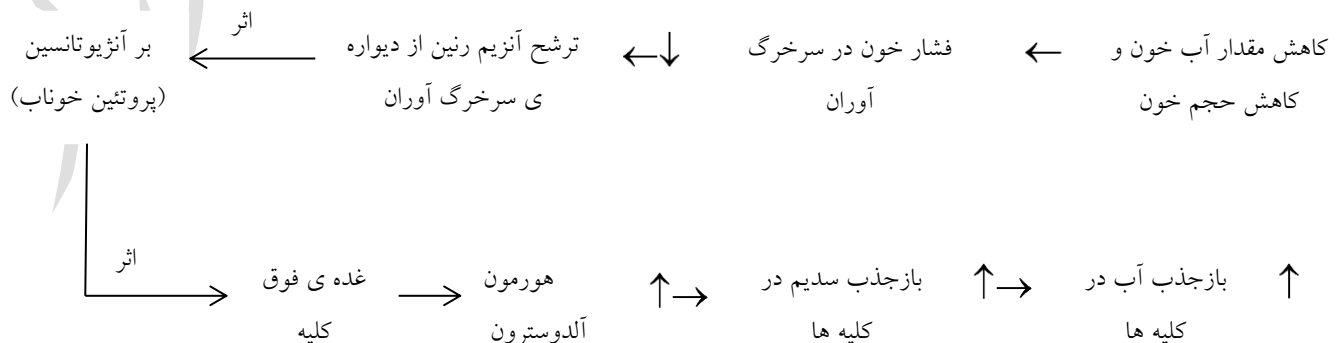 کاهش مقدار آب خون و
کاهش حجم خون
←
فشار خون در سرخرگ
آوران
←↓
ترشح آنزیم رنین از دیواره
ی سرخرگ آوران
اثر
بر آنژیوتانسین
(پروتئین خوناب)
اثر
غده ی فوق
کلیه
هورمون
آلدوسترون
↑→
بازجذب سدیم در
کلیه ها
↑→
بازجذب آب در
کلیه ها
↑